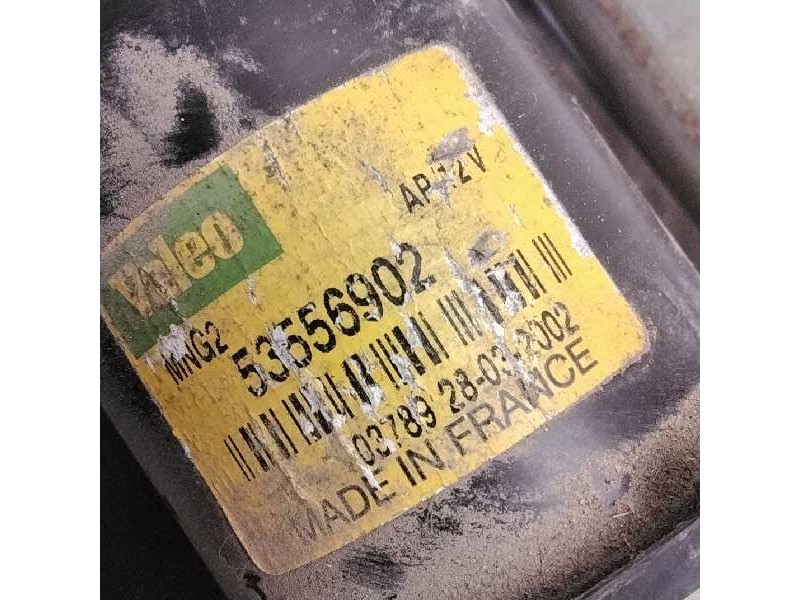 Valeo
AP 12V
MNG2
53556902
03789 28-03-2002
MADE IN FRANCE